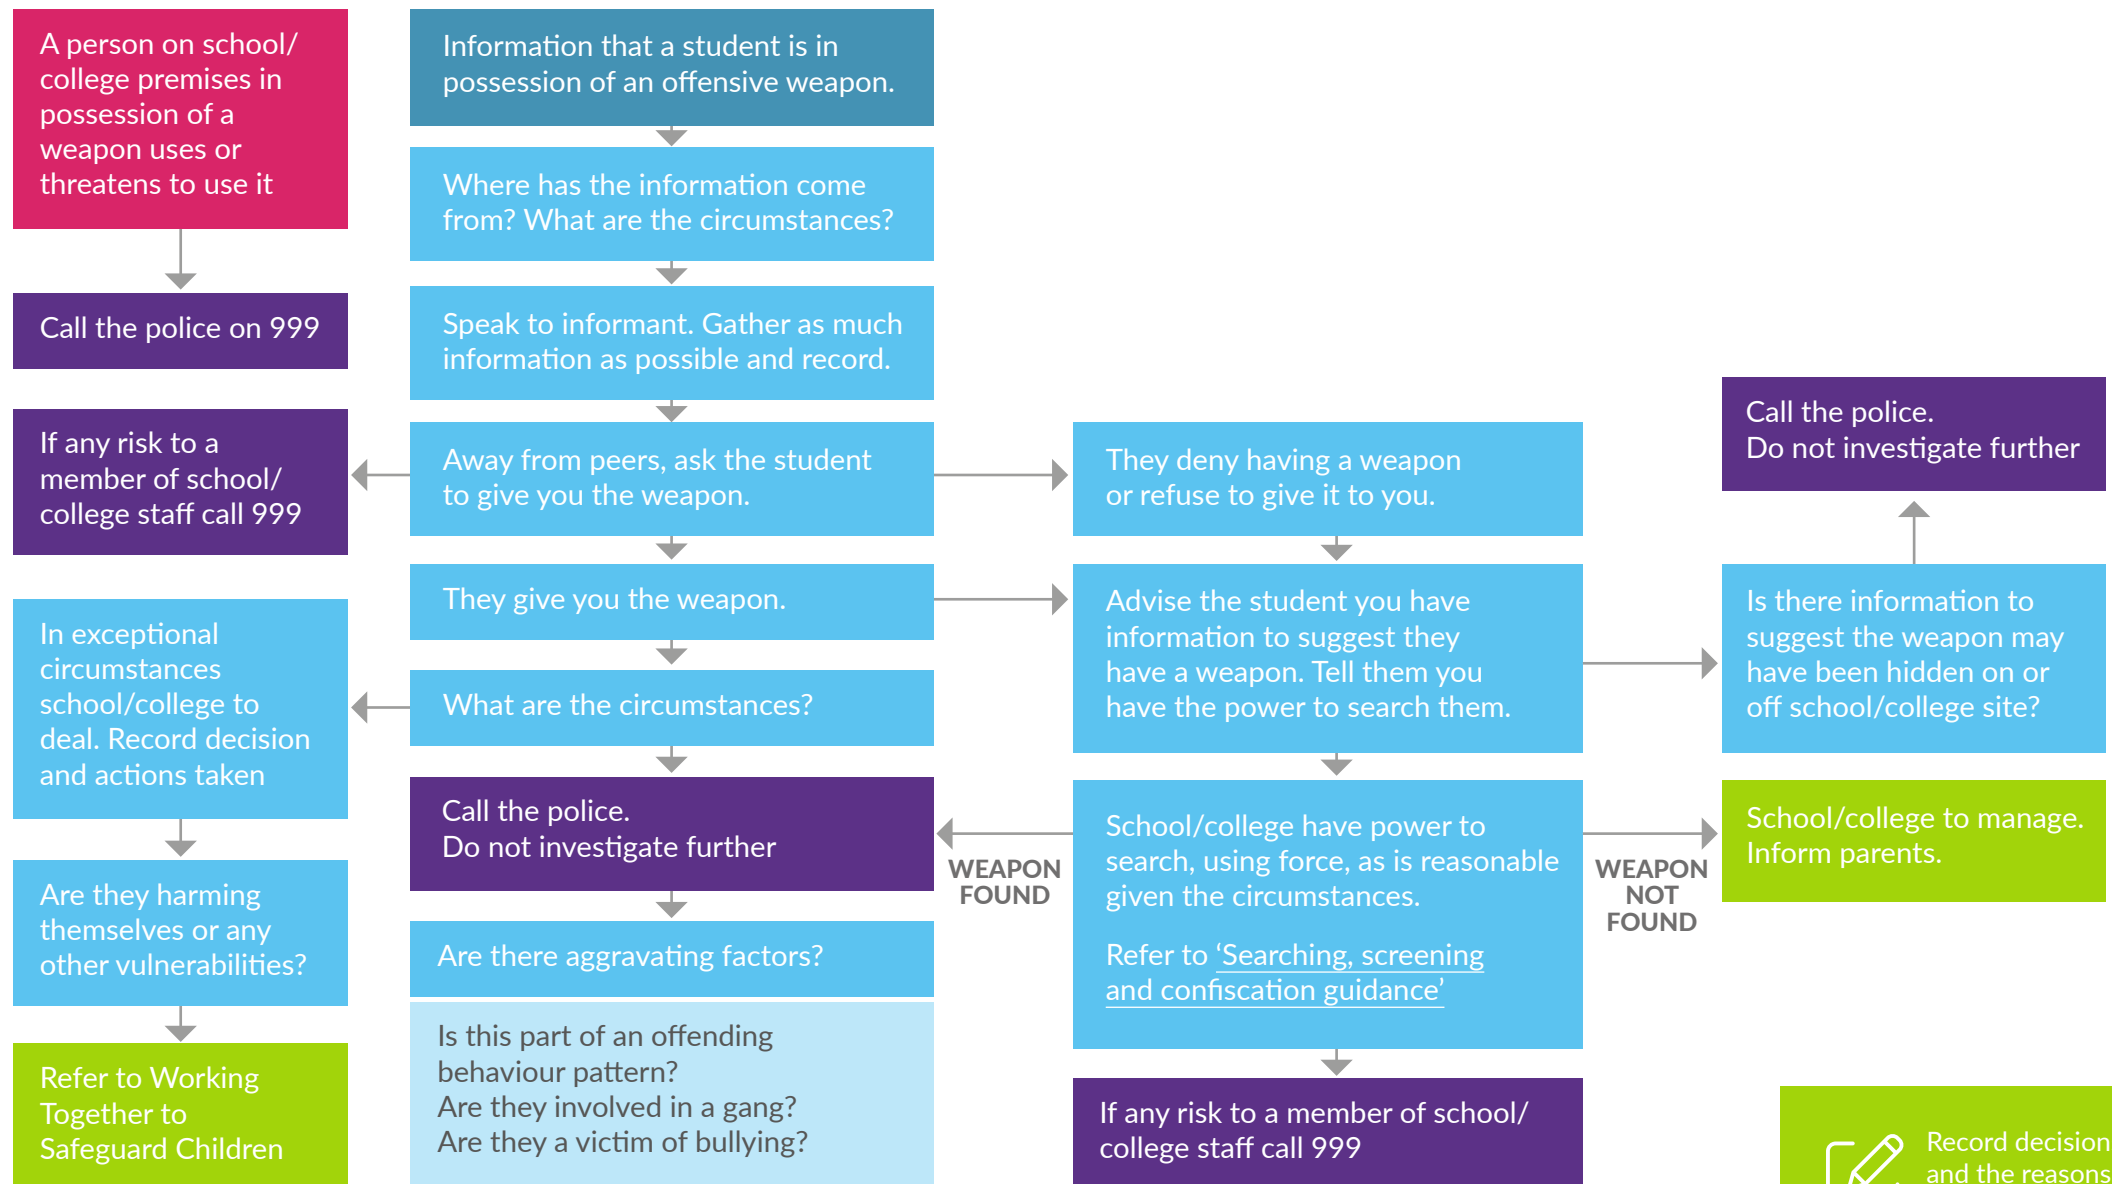 A person on school/
college premises in
possession of a
weapon uses or
threatens to use it
Call the police on 999
If any risk to a
member of school/
college staff call 999
In exceptional
circumstances
school/college to
deal. Record decision
and actions taken
Are they harming
themselves or any
other vulnerabilities?
Refer to Working
Together to
Safeguard Children
Information that a student is in
possession of an offensive weapon.
Where has the information come
from? What are the circumstances?
Speak to informant. Gather as much
information as possible and record.
Away from peers, ask the student
to give you the weapon.
They give you the weapon.
What are the circumstances?
Call the police.
Do not investigate further
Are there aggravating factors?
Is this part of an offending
behaviour pattern?
Are they involved in a gang?
Are they a victim of bullying?
They deny having a weapon
or refuse to give it to you.
Advise the student you have
information to suggest they
have a weapon. Tell them you
have the power to search them.
WEAPON
FOUND
School/college have power to
search, using force, as is reasonable
given the circumstances.
Refer to ‘Searching, screening
and confiscation guidance’
If any risk to a member of school/
college staff call 999
WEAPON
NOT
FOUND
Call the police.
Do not investigate further
Is there information to
suggest the weapon may
have been hidden on or
off school/college site?
School/college to manage.
Inform parents.
Record decision
and the reasons